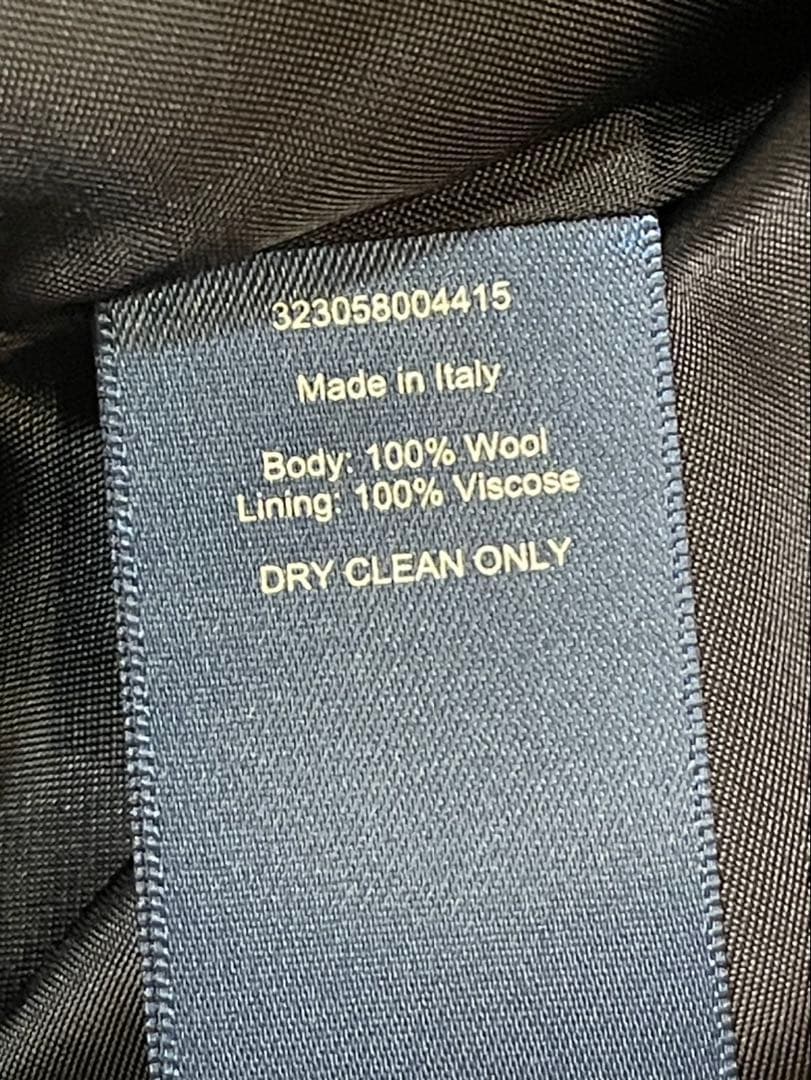 323058004415
Made in Italy
Body: 100% Wool
Lining: 100% Viscose
DRY CLEAN ONLY